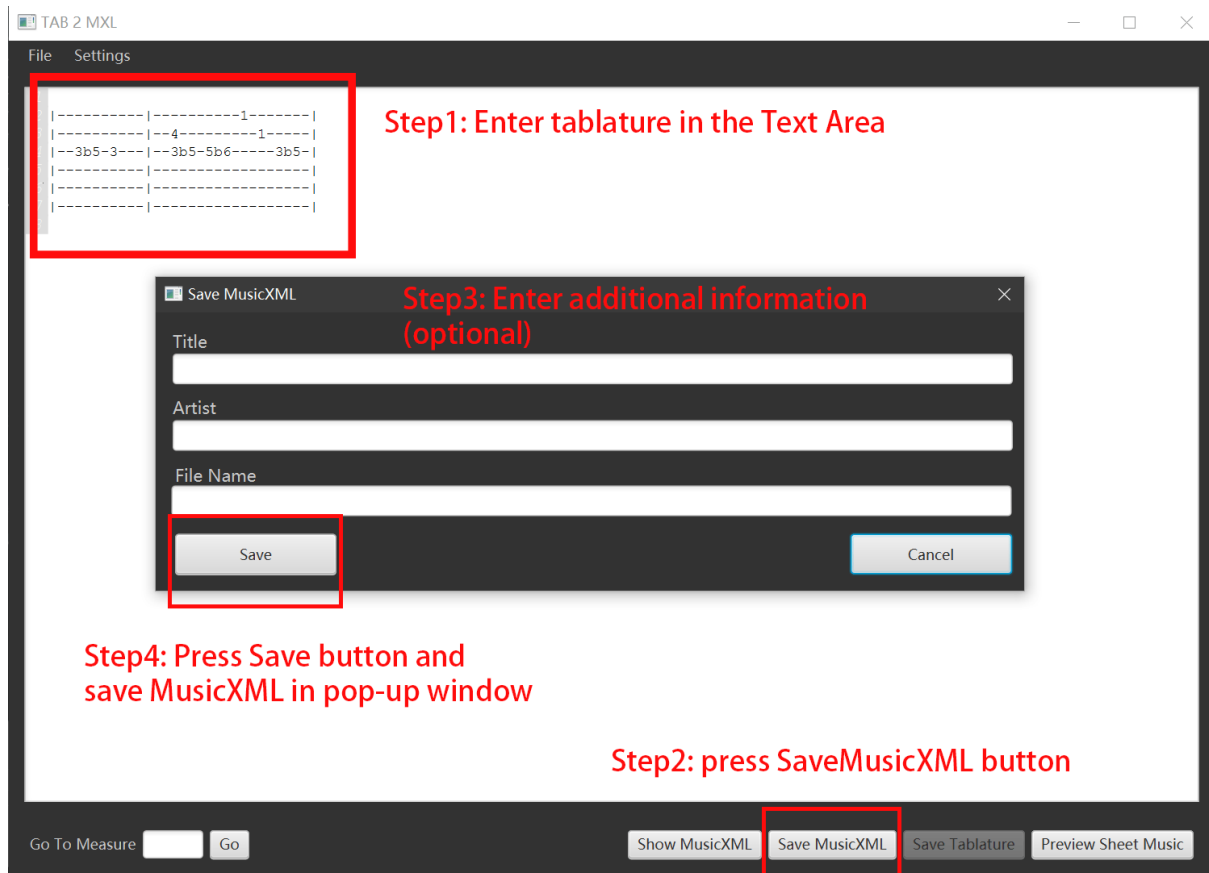 TAB 2 MXL
File Settings
|----------|----------1-------|
|----------|--4---------1-----|
|--3b5-3---|--3b5-5b6-----3b5-|
|----------|------------------|
|----------|------------------|
|----------|------------------|
Step1: Enter tablature in the Text Area
Save MusicXML
Step3: Enter additional information
(optional)
Title
Artist
File Name
Save Cancel
Step4: Press Save button and
save MusicXML in pop-up window
Step2: press SaveMusicXML button
Go To Measure Go Show MusicXML Save MusicXML Save Tablature Preview Sheet Music